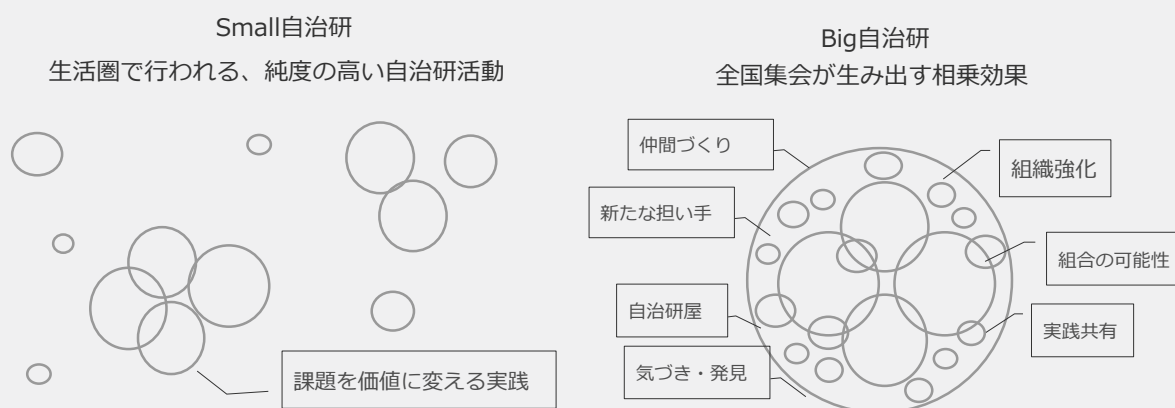 Small自治研
生活圏で行われる、純度の高い自治研活動
課題を価値に変える実践
Big自治研
全国集会が生み出す相乗効果
仲間づくり
組織強化
新たな担い手
組合の可能性
自治研屋
実践共有
気づき・発見